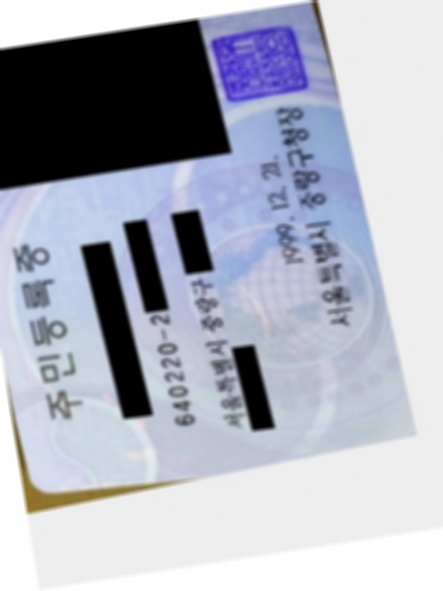 주민등록증
640220-2
서울특별시 중랑구
1999. 12. 21.
서울특별시 중랑구청장